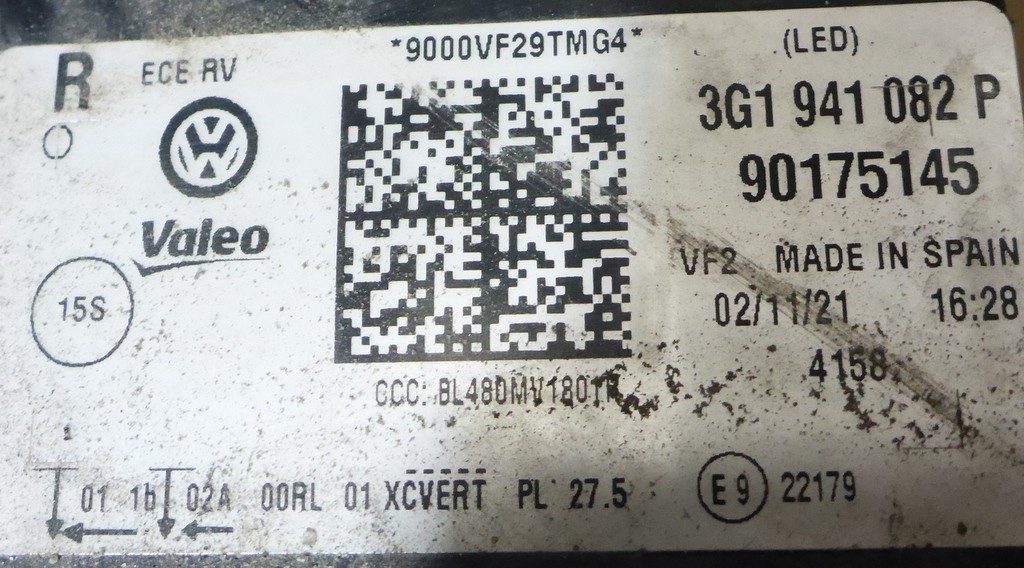 *9000VF29TMG4*
(LED)
R ECE RV
3G1 941 082 P
90175145
Valeo
VF2 MADE IN SPAIN
15S
02/11/21 16:28
4158
CCC:
01 1b 02A 00RL 01 XCVERT PL 27.5 E9 22179